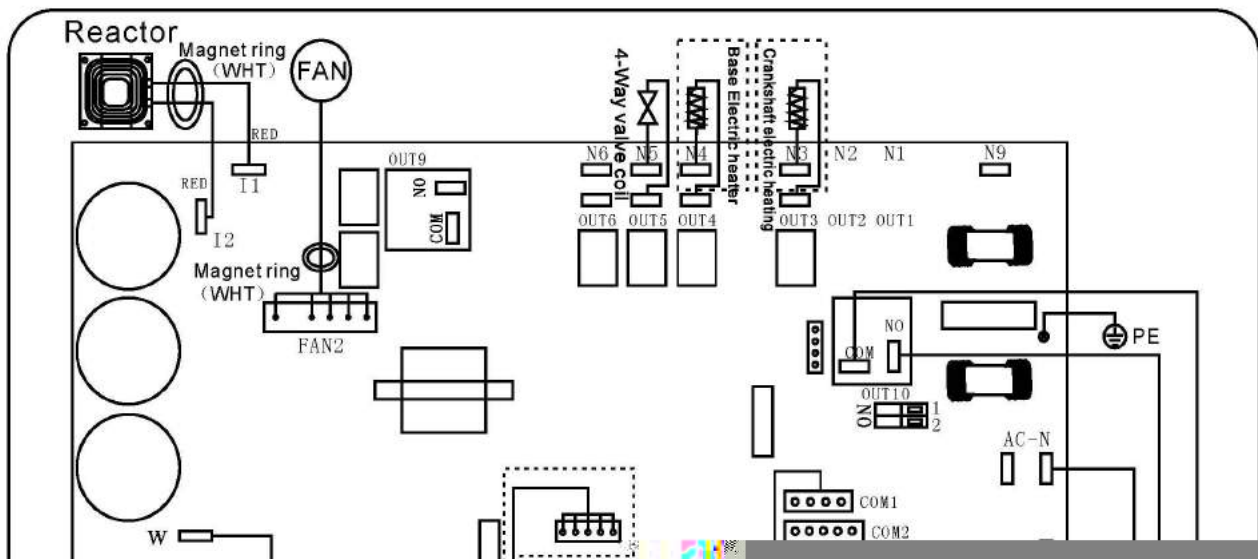 Reactor
Magnet ring
(WHT)
FAN
RED
RED
I1
I2
Magnet ring
(WHT)
FAN2
OUT9
NO
COM
4-Way valve coil
Base Electric heater
Crankshaft electric heating
N6 N5 N4 N3 N2 N1 N9
OUT6 OUT5 OUT4 OUT3 OUT2 OUT1
NO
COM
PE
OUT10
ON
1
2
AC-N
COM1
COM2
W